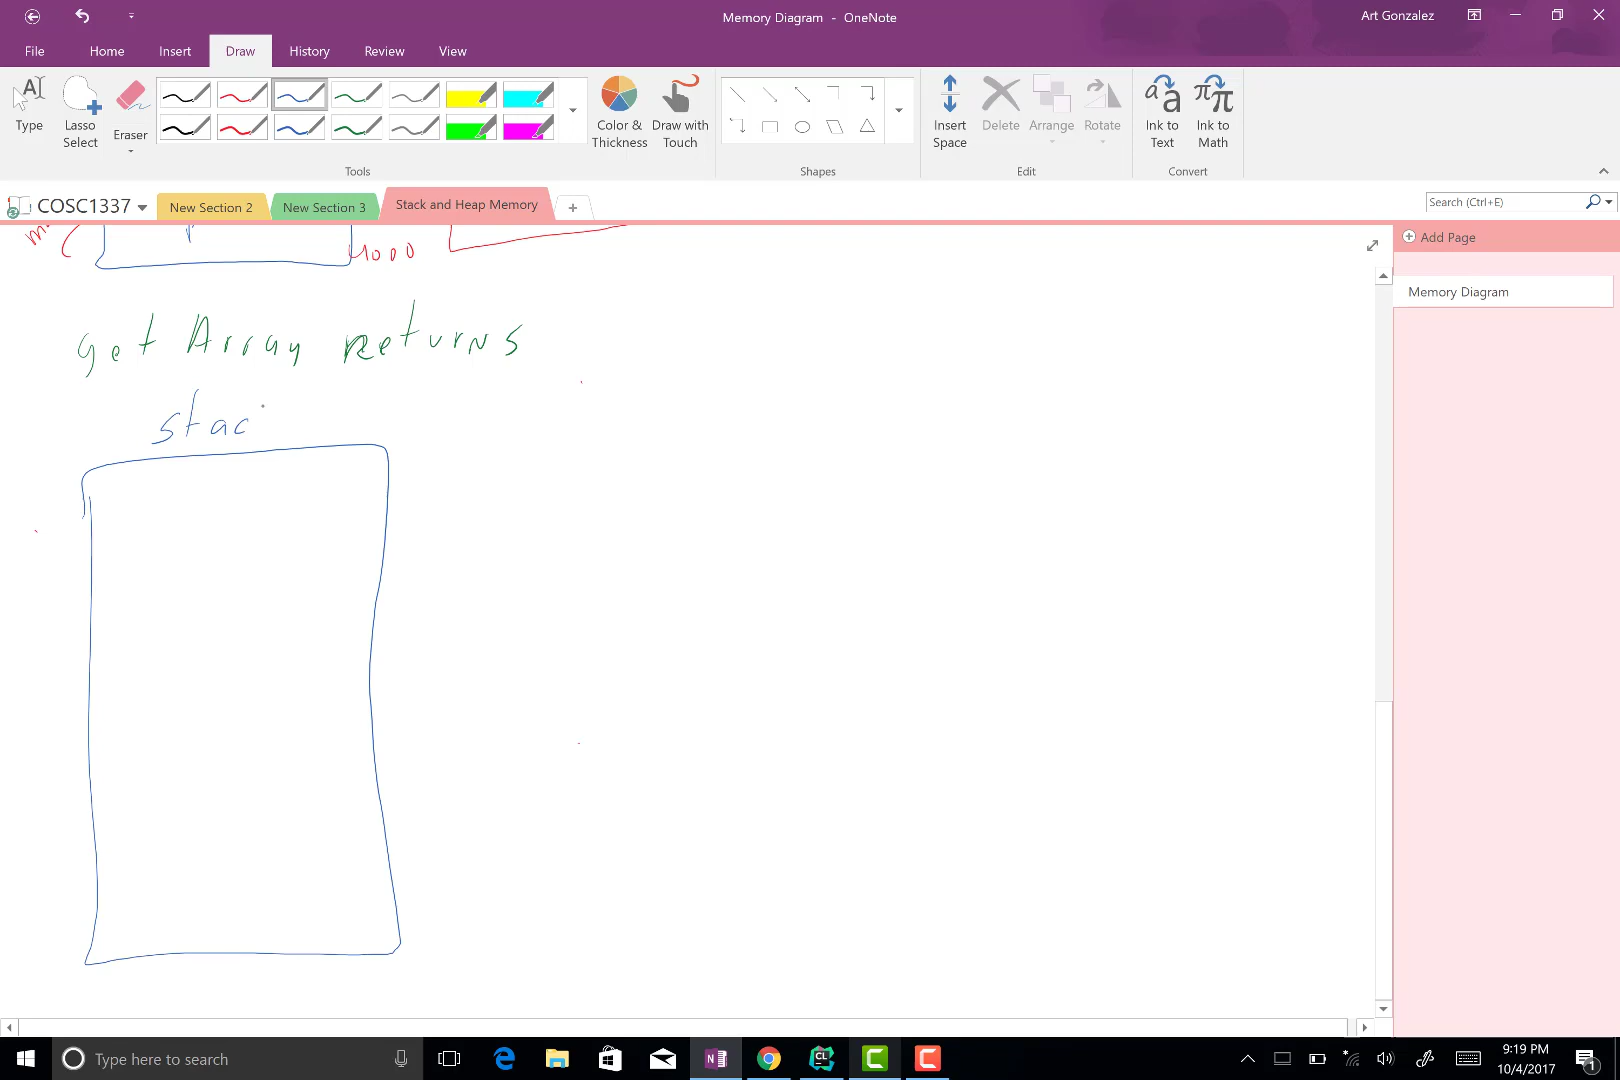 Memory Diagram - OneNote
Art Gonzalez
File
Home
Insert
Draw
History
Review
View
Type
Lasso Select
Eraser
Color & Thickness
Draw with Touch
Insert Space
Delete
Arrange
Rotate
Ink to Text
Ink to Math
Tools
Shapes
Edit
Convert
COSC1337
New Section 2
New Section 3
Stack and Heap Memory
Search (Ctrl+E)
Add Page
Memory Diagram
4000
get Array returns
stac
Type here to search
9:19 PM
10/4/2017
1